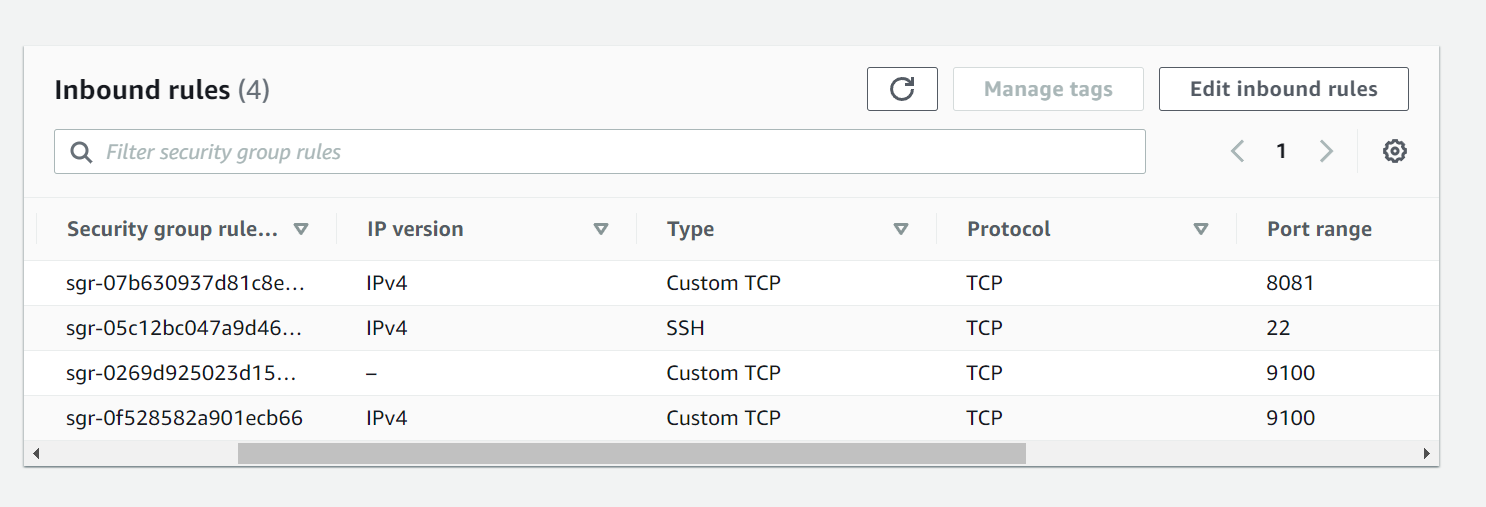 Inbound rules (4)
Manage tags
Edit inbound rules
Filter security group rules
1
Security group rule... IP version Type Protocol Port range
sgr-07b630937d81c8e... IPv4 Custom TCP TCP 8081
sgr-05c12bc047a9d46... IPv4 SSH TCP 22
sgr-0269d925023d15... – Custom TCP TCP 9100
sgr-0f528582a901ecb66 IPv4 Custom TCP TCP 9100